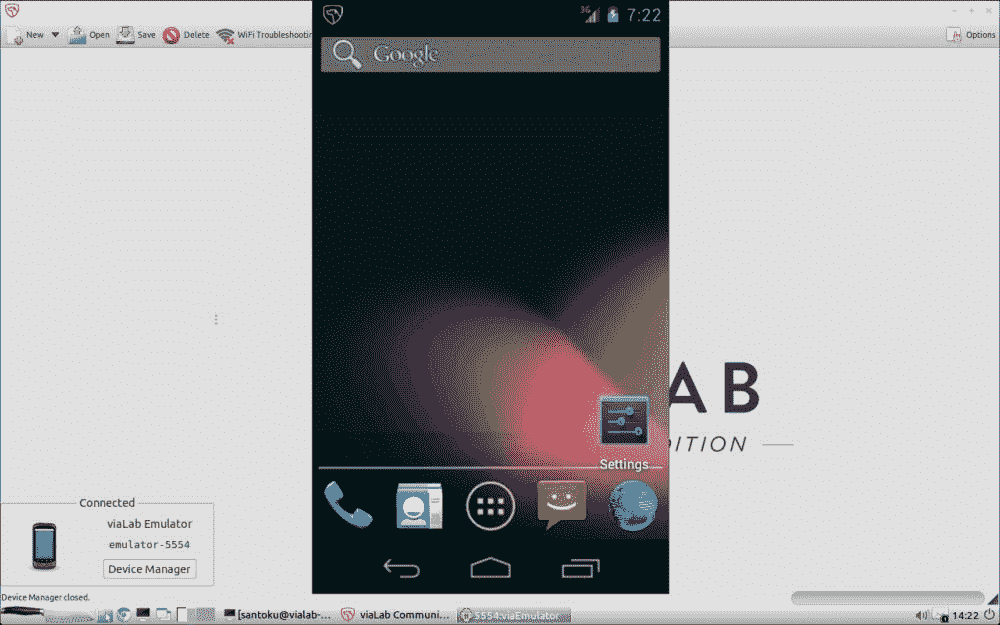 New Open Save Delete WiFi Troubleshootin
Options
3G 7:22
Google
AB
DITION
Settings
Connected
viaLab Emulator
emulator-5554
Device Manager
Device Manager closed.
[santoku@vialab-... viaLab Communi... 5554:viaEmulator
14:22